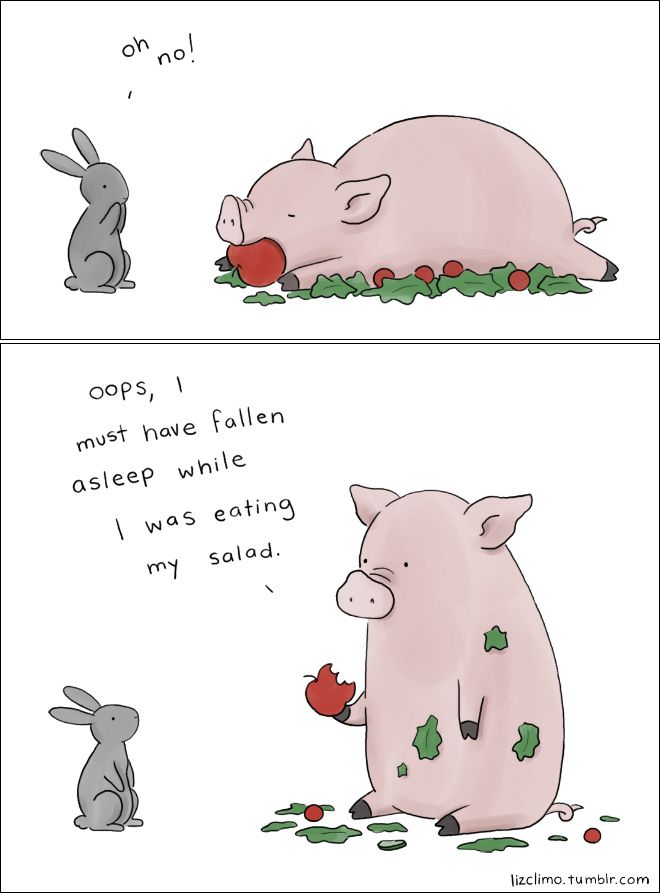 oh
no!
oops, I
must have fallen
asleep while
I was eating
my salad.
lizclimo.tumblr.com